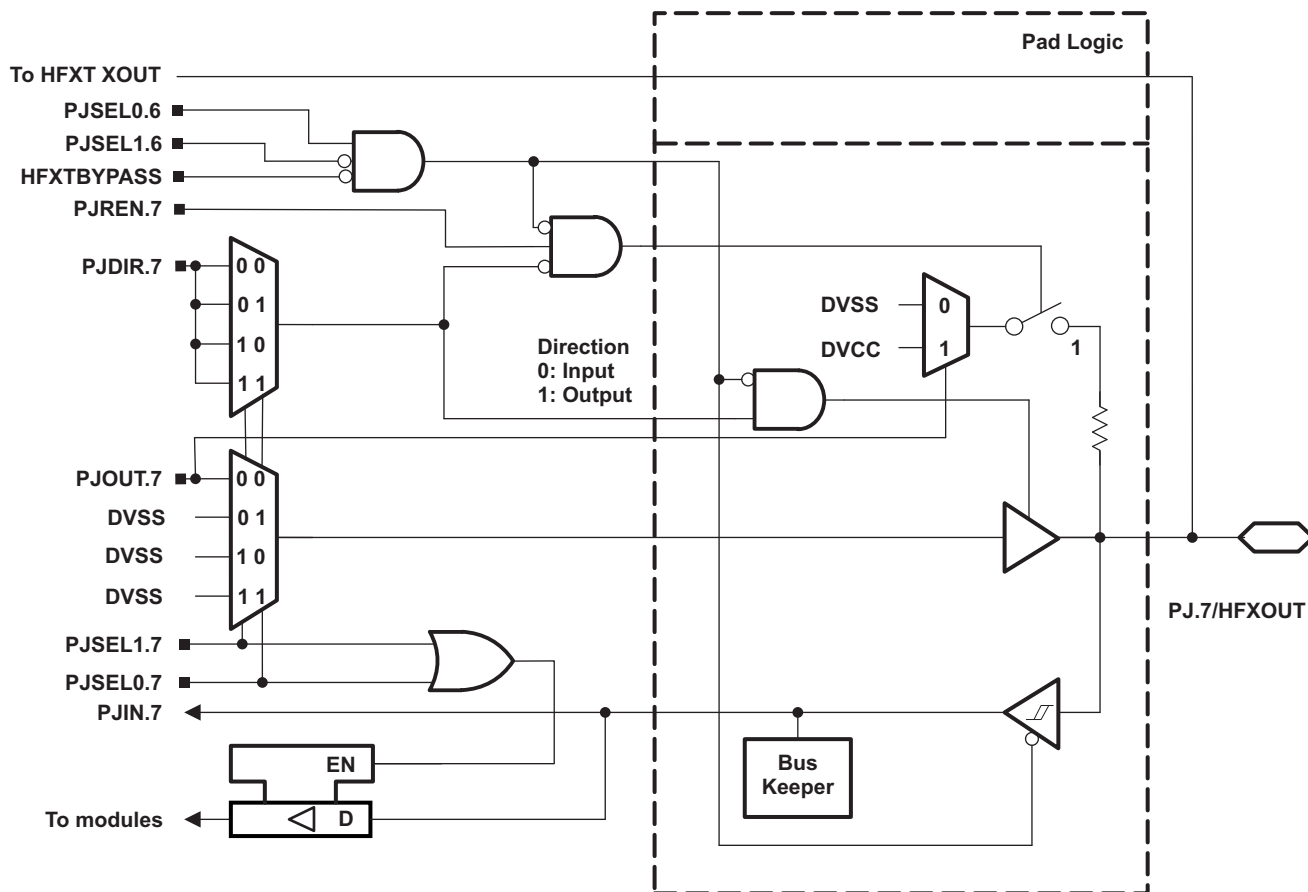 Pad Logic
To HFXT XOUT
PJSEL0.6
PJSEL1.6
HFXTBYPASS
PJREN.7
PJDIR.7
0 0
0 1
1 0
1 1
Direction
0: Input
1: Output
DVSS
0
DVCC
1
1
PJOUT.7
0 0
DVSS
0 1
DVSS
1 0
DVSS
1 1
PJ.7/HFXOUT
PJSEL1.7
PJSEL0.7
PJIN.7
EN
D
To modules
Bus
Keeper